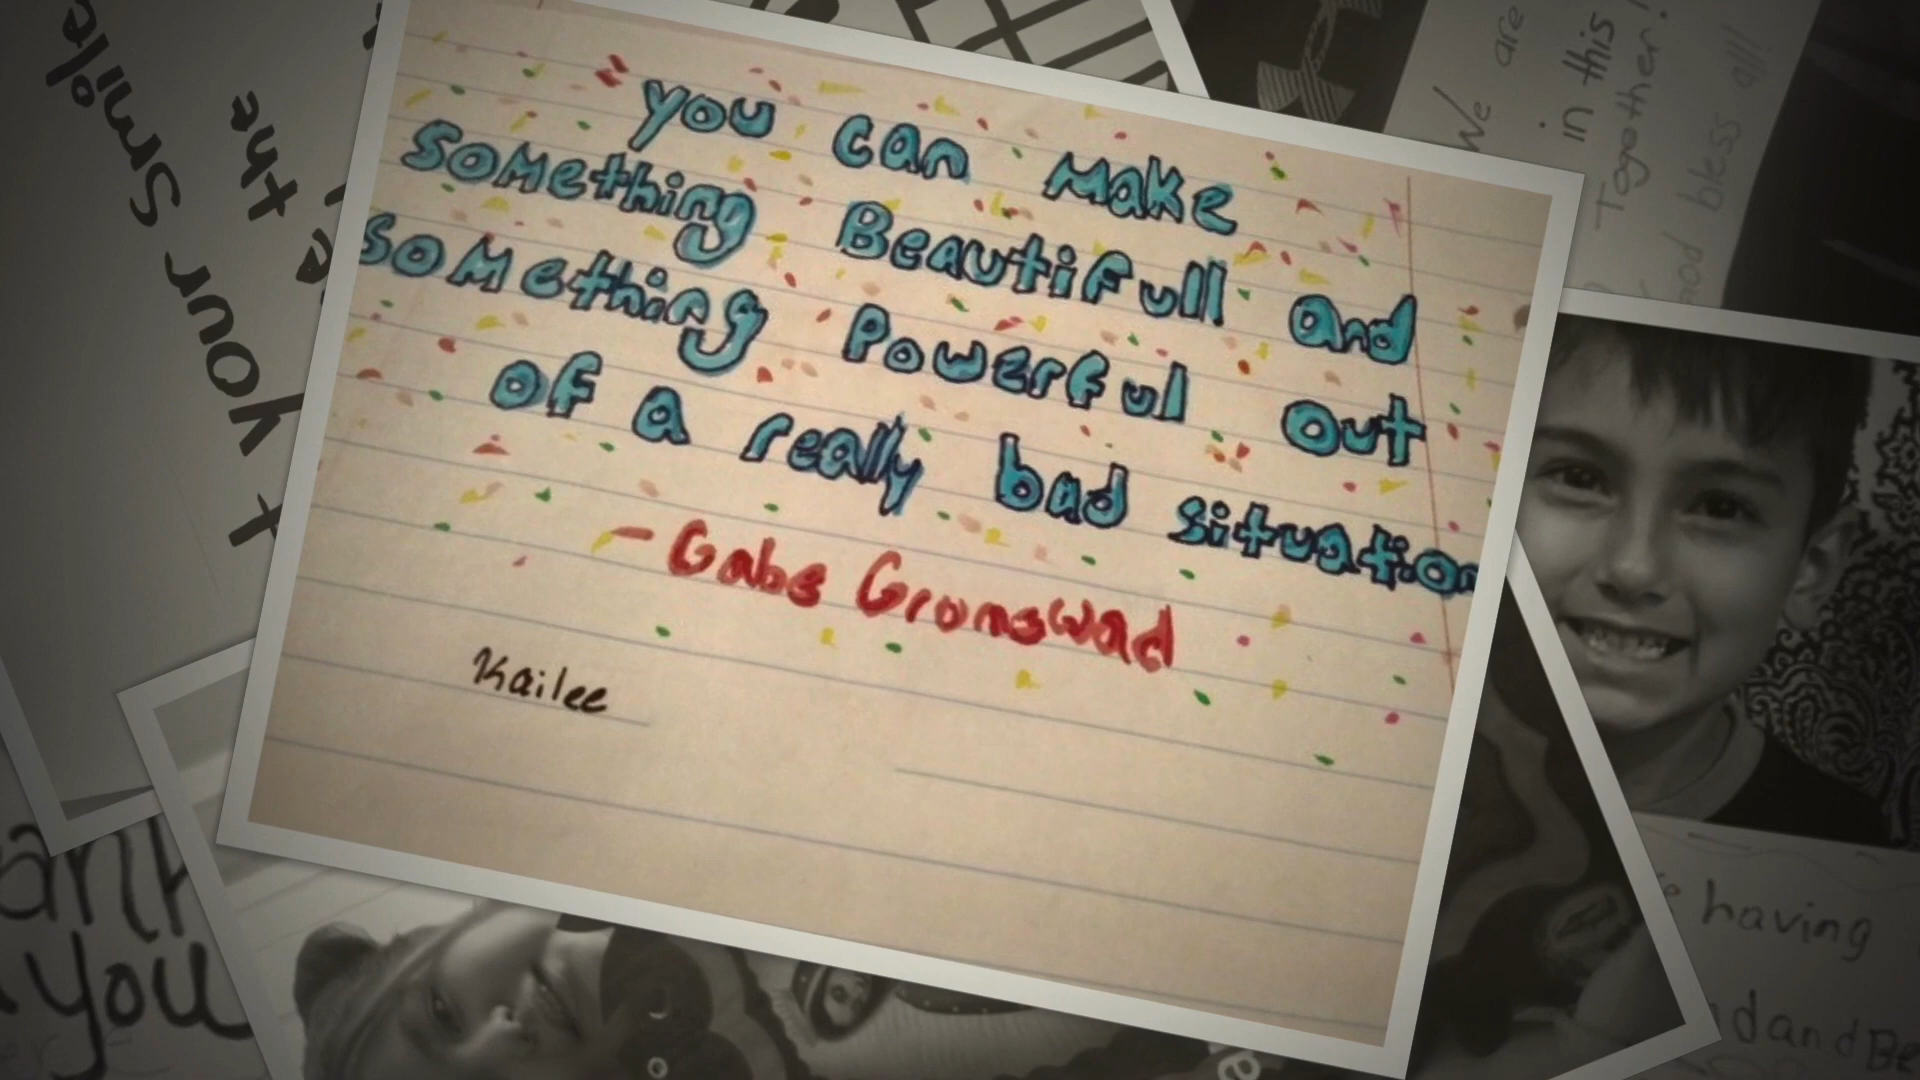 you can Make
Something Beautifull and
Something Powerful Out
of a really bad situation
- Gabe Gronswad
Kailee
We are
in this
Together!
bless all!
Smile
the
your
You
having